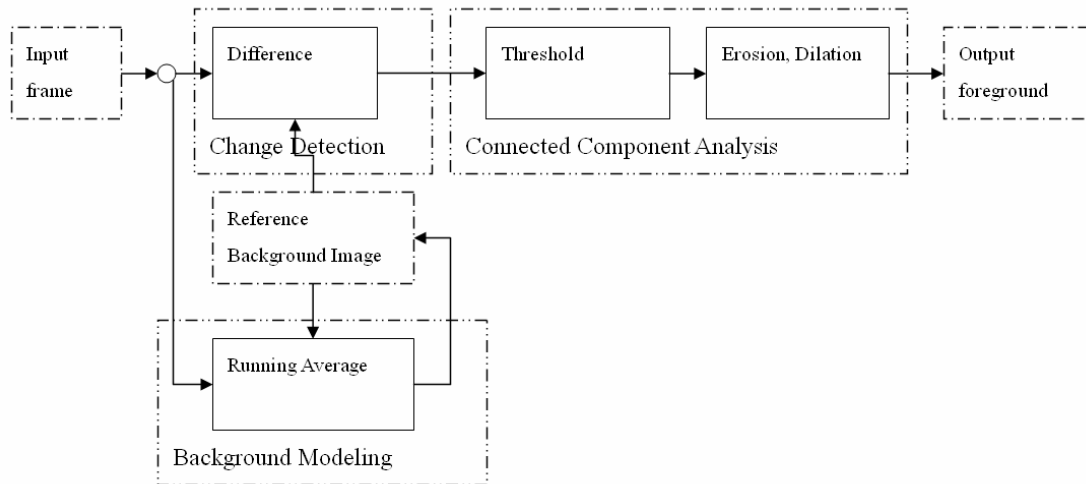 Input
frame
Difference
Change Detection
Threshold
Erosion, Dilation
Connected Component Analysis
Output
foreground
Reference
Background Image
Running Average
Background Modeling